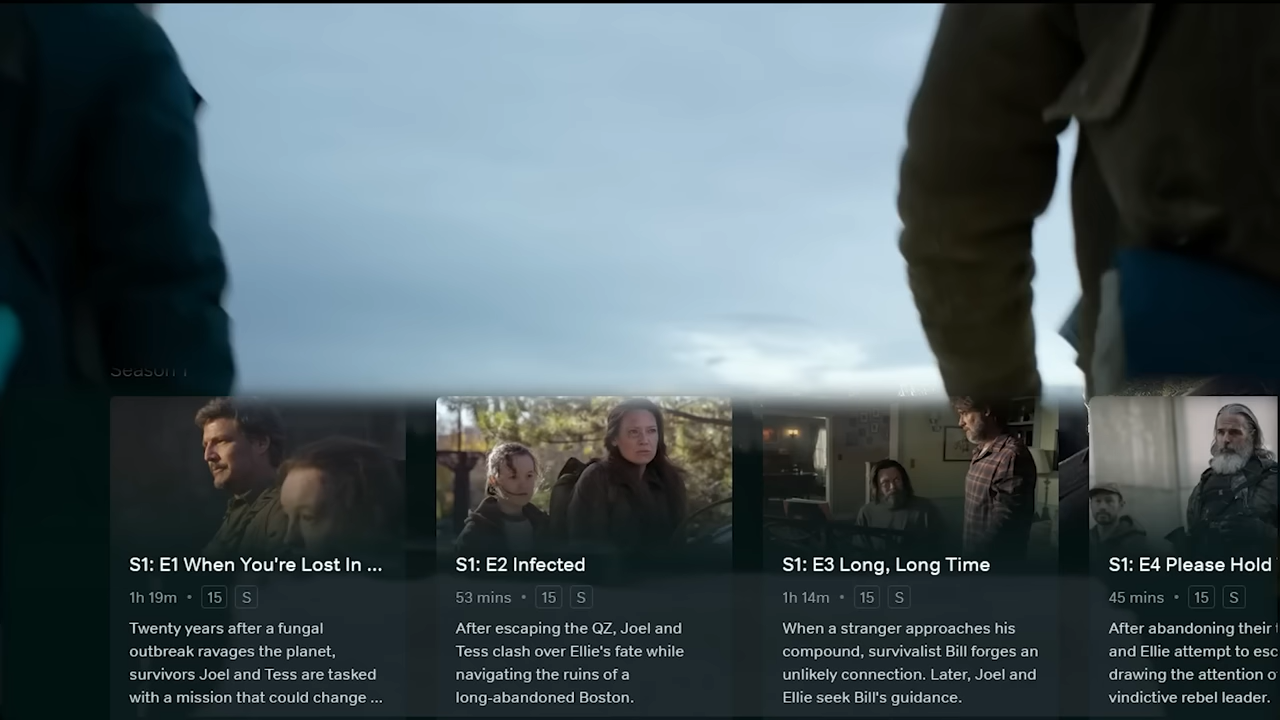 Season 1
S1: E1 When You're Lost In ...
1h 19m • 15 S
Twenty years after a fungal
outbreak ravages the planet,
survivors Joel and Tess are tasked
with a mission that could change ...
S1: E2 Infected
53 mins • 15 S
After escaping the QZ, Joel and
Tess clash over Ellie's fate while
navigating the ruins of a
long-abandoned Boston.
S1: E3 Long, Long Time
1h 14m • 15 S
When a stranger approaches his
compound, survivalist Bill forges an
unlikely connection. Later, Joel and
Ellie seek Bill's guidance.
S1: E4 Please Hold
45 mins • 15 S
After abandoning their
and Ellie attempt to esc
drawing the attention o
vindictive rebel leader.